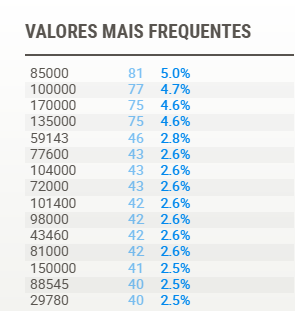 VALORES MAIS FREQUENTES
85000 81 5.0%
100000 77 4.7%
170000 75 4.6%
135000 75 4.6%
59143 46 2.8%
77600 43 2.6%
104000 43 2.6%
72000 43 2.6%
101400 42 2.6%
98000 42 2.6%
43460 42 2.6%
81000 42 2.6%
150000 41 2.5%
88545 40 2.5%
29780 40 2.5%